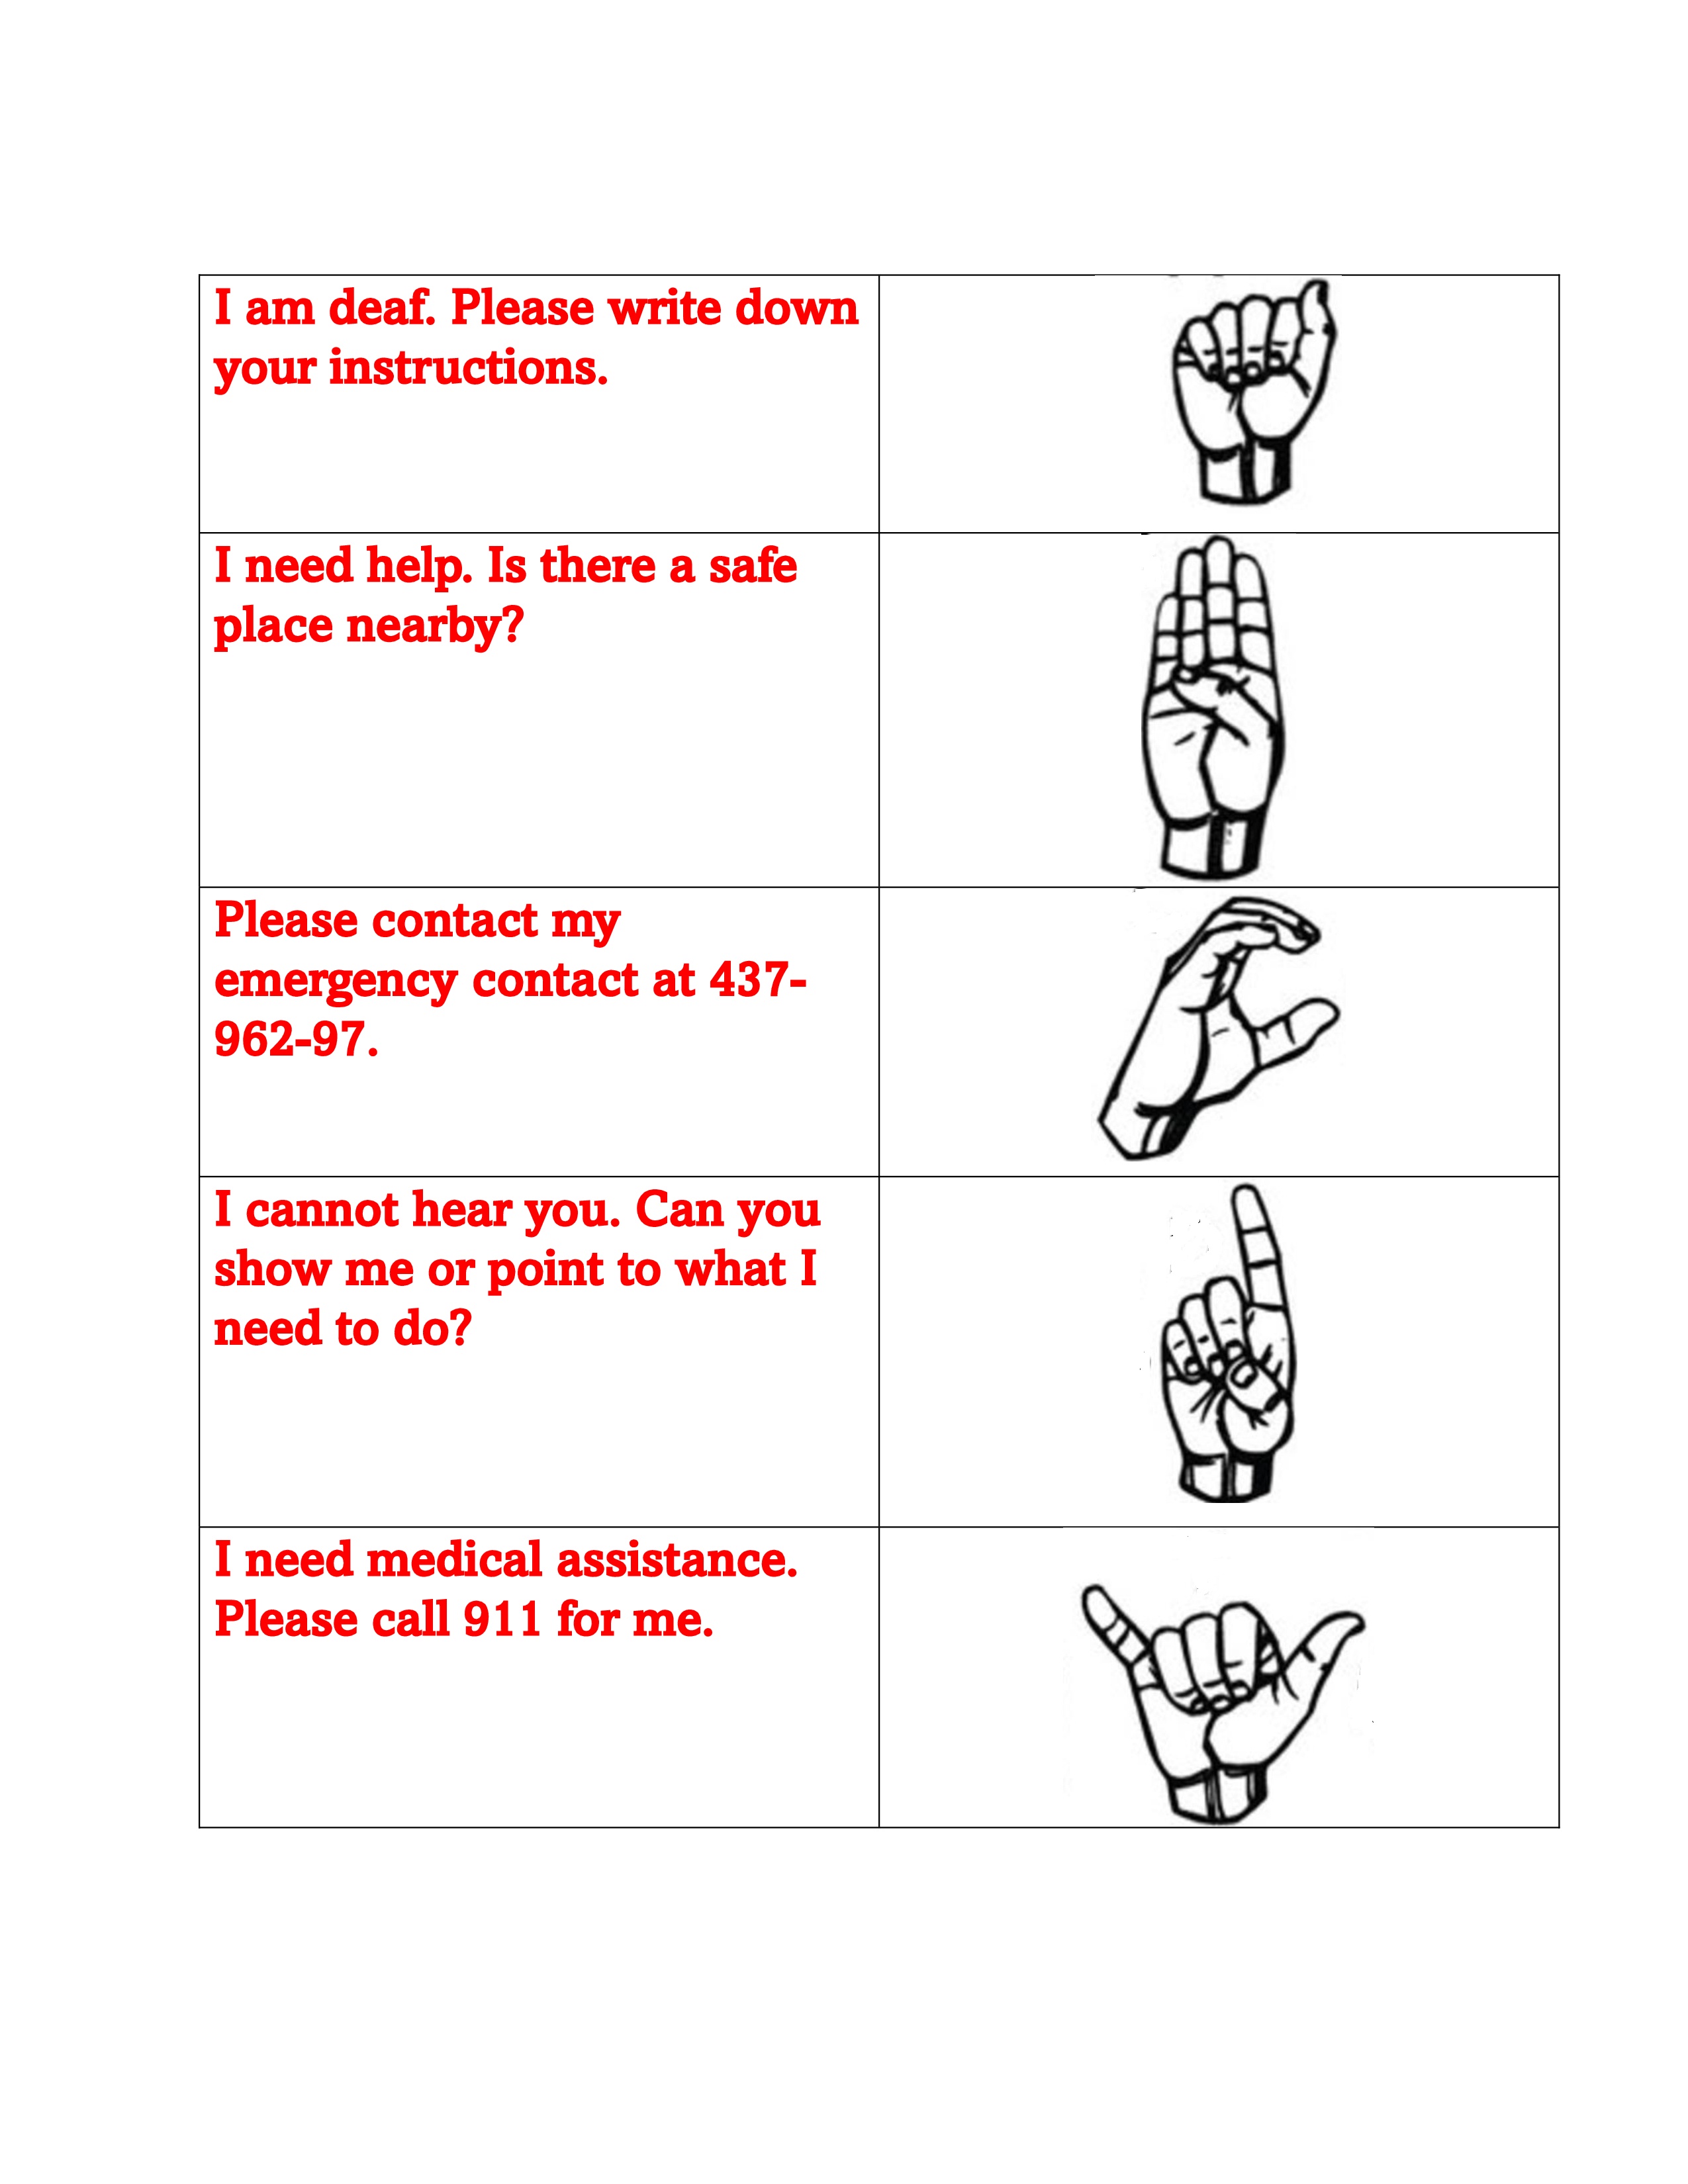 I am deaf. Please write down
your instructions.
I need help. Is there a safe
place nearby?
Please contact my
emergency contact at 437-
962-97.
I cannot hear you. Can you
show me or point to what I
need to do?
I need medical assistance.
Please call 911 for me.